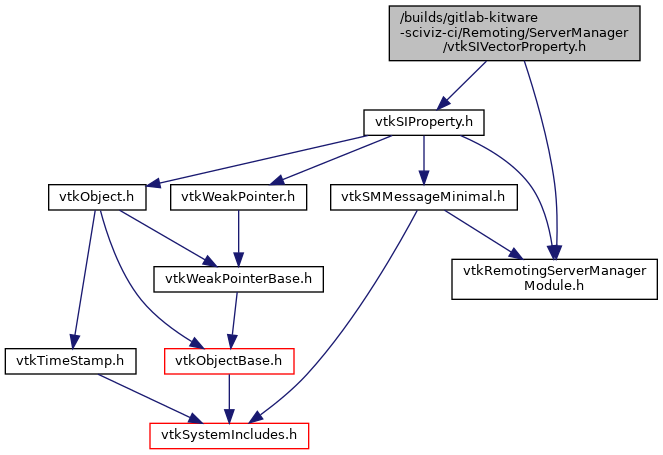 /builds/gitlab-kitware
-sciviz-ci/Remoting/ServerManager
/vtkSIVectorProperty.h
vtkSIProperty.h
vtkObject.h
vtkWeakPointer.h
vtkSMMessageMinimal.h
vtkWeakPointerBase.h
vtkRemotingServerManager
Module.h
vtkTimeStamp.h
vtkObjectBase.h
vtkSystemIncludes.h